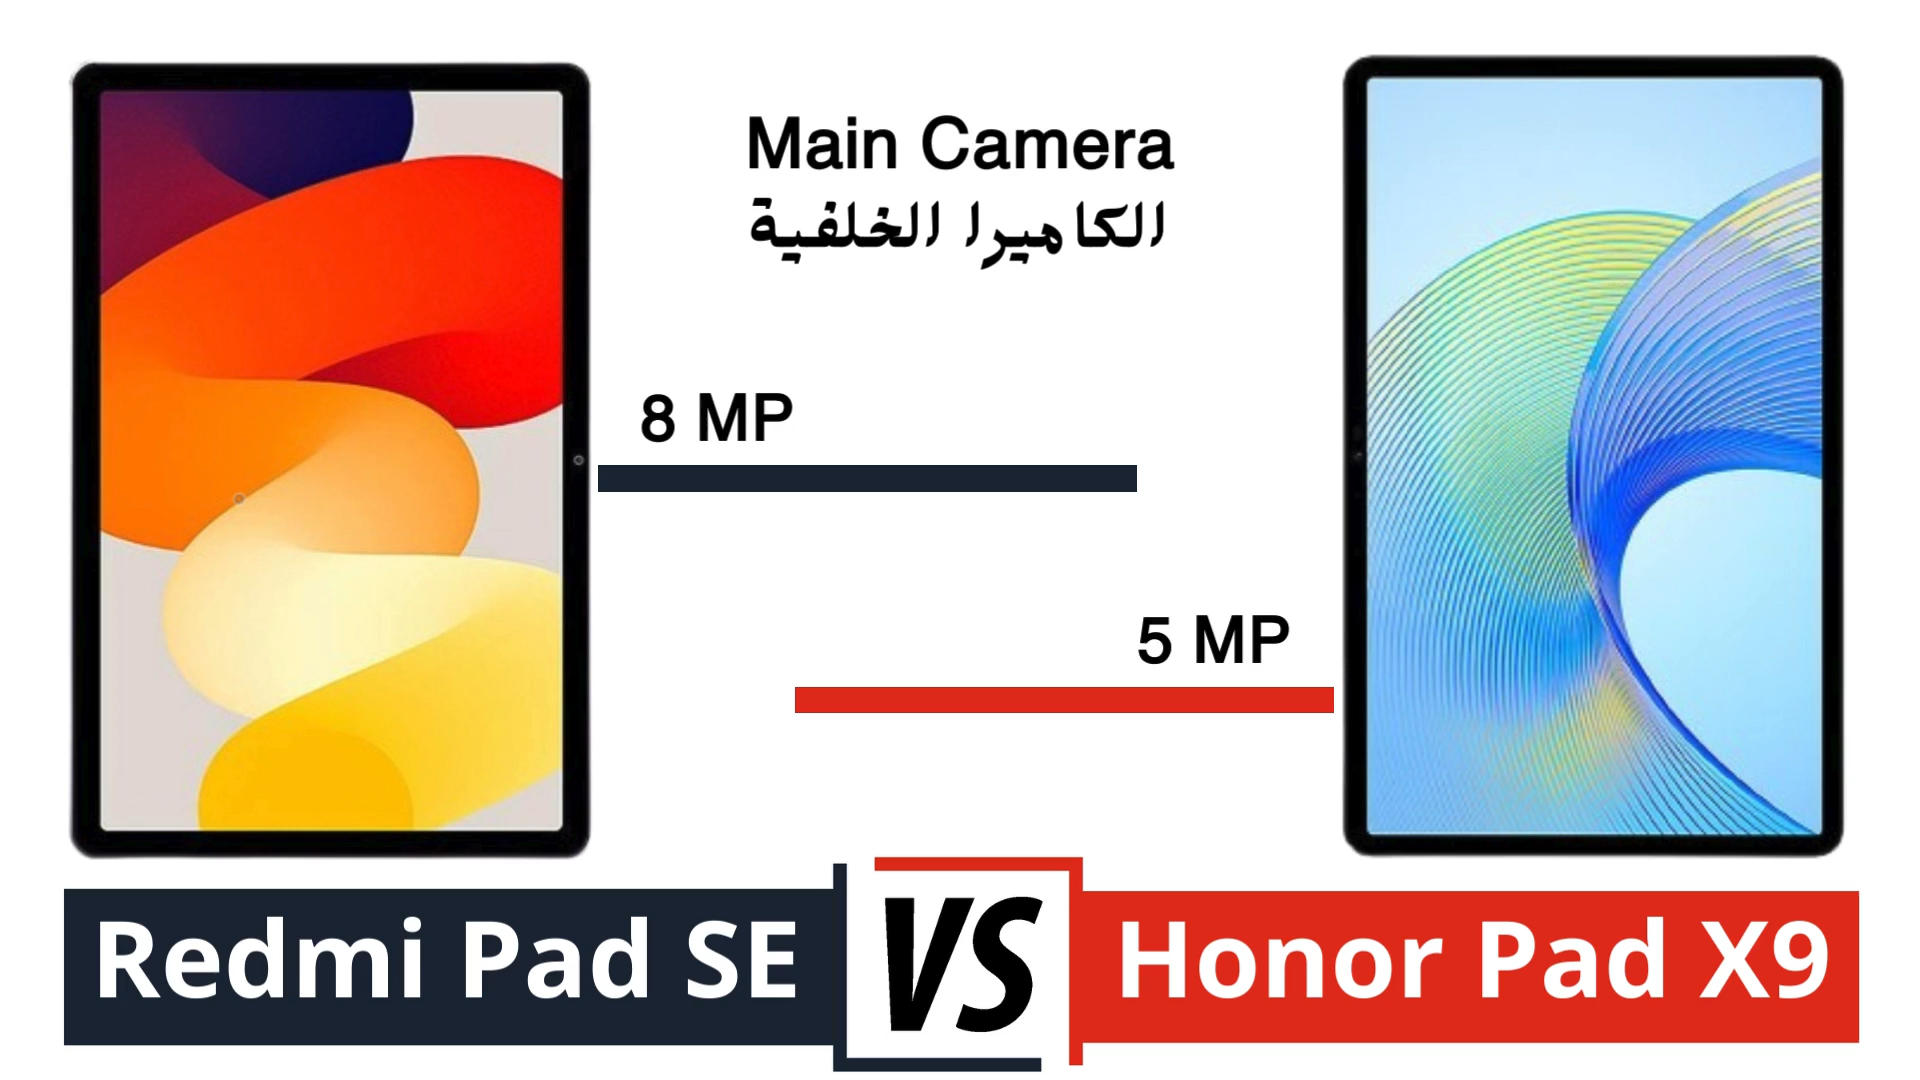 Main Camera
الكاميرا الخلفية
8 MP
5 MP
Redmi Pad SE
VS
Honor Pad X9